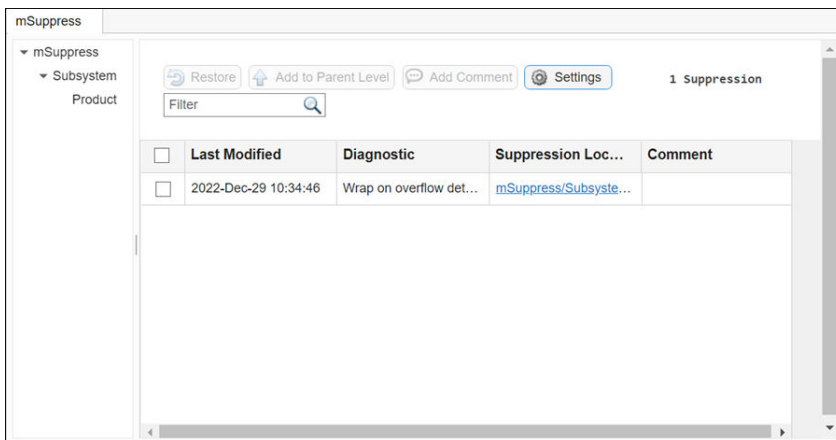 mSuppress
mSuppress
Subsystem
Product
Restore Add to Parent Level Add Comment Settings 1 Suppression
Filter
Last Modified Diagnostic Suppression Loc... Comment
2022-Dec-29 10:34:46 Wrap on overflow det... mSuppress/Subsyste...